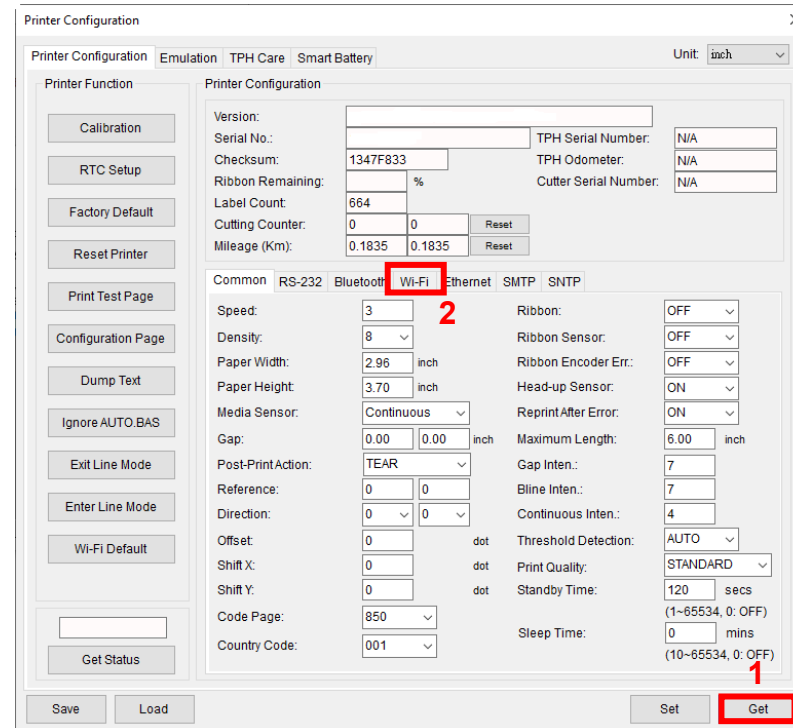 Printer Configuration
Printer Configuration Emulation TPH Care Smart Battery Unit: inch
Printer Function
Calibration
RTC Setup
Factory Default
Reset Printer
Print Test Page
Configuration Page
Dump Text
Ignore AUTO.BAS
Exit Line Mode
Enter Line Mode
Wi-Fi Default
Get Status
Printer Configuration
Version:
Serial No.: TPH Serial Number: N/A
Checksum: 1347F833 TPH Odometer: N/A
Ribbon Remaining: % Cutter Serial Number: N/A
Label Count: 664
Cutting Counter: 0 0 Reset
Mileage (Km): 0.1835 0.1835 Reset
Common RS-232 Bluetooth Wi-Fi Ethernet SMTP SNTP
2
Speed: 3 Ribbon: OFF
Density: 8 Ribbon Sensor: OFF
Paper Width: 2.96 inch Ribbon Encoder Err.: OFF
Paper Height: 3.70 inch Head-up Sensor: ON
Media Sensor: Continuous Reprint After Error: ON
Gap: 0.00 0.00 inch Maximum Length: 6.00 inch
Post-Print Action: TEAR Gap Inten.: 7
Reference: 0 0 Bline Inten.: 7
Direction: 0 0 Continuous Inten.: 4
Offset: 0 dot Threshold Detection: AUTO
Shift X: 0 dot Print Quality: STANDARD
Shift Y: 0 dot Standby Time: 120 secs
(1~65534, 0: OFF)
Code Page: 850 Sleep Time: 0 mins
Country Code: 001 (10~65534, 0: OFF)
1
Save Load Set Get